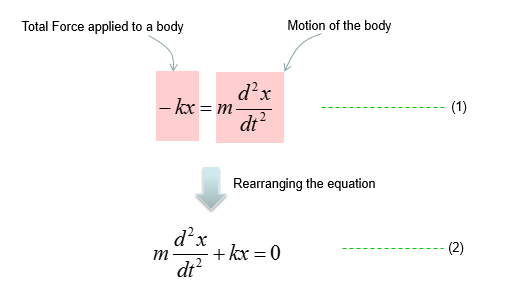 Total Force applied to a body
Motion of the body
−kx = m d²x/dt² (1)
Rearranging the equation
m d²x/dt² + kx = 0 (2)